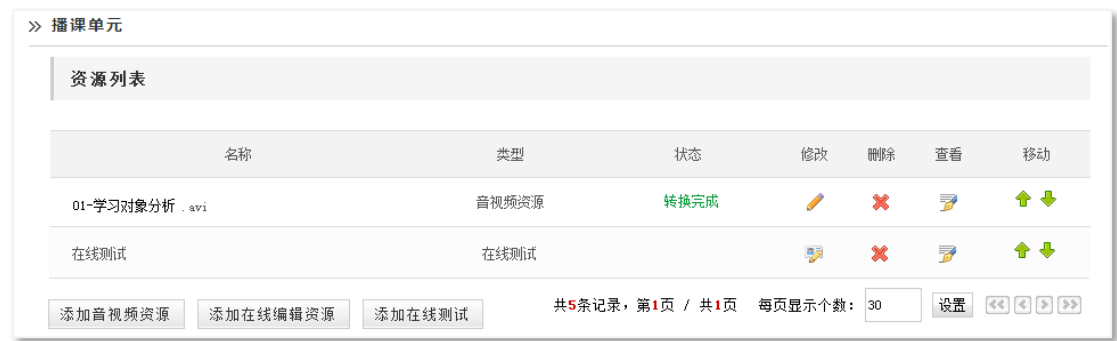 >> 播课单元
资源列表
名称 类型 状态 修改 删除 查看 移动
01-学习对象分析 .avi 音视频资源 转换完成
在线测试 在线测试
添加音视频资源 添加在线编辑资源 添加在线测试 共5条记录，第1页 / 共1页 每页显示个数： 30 设置